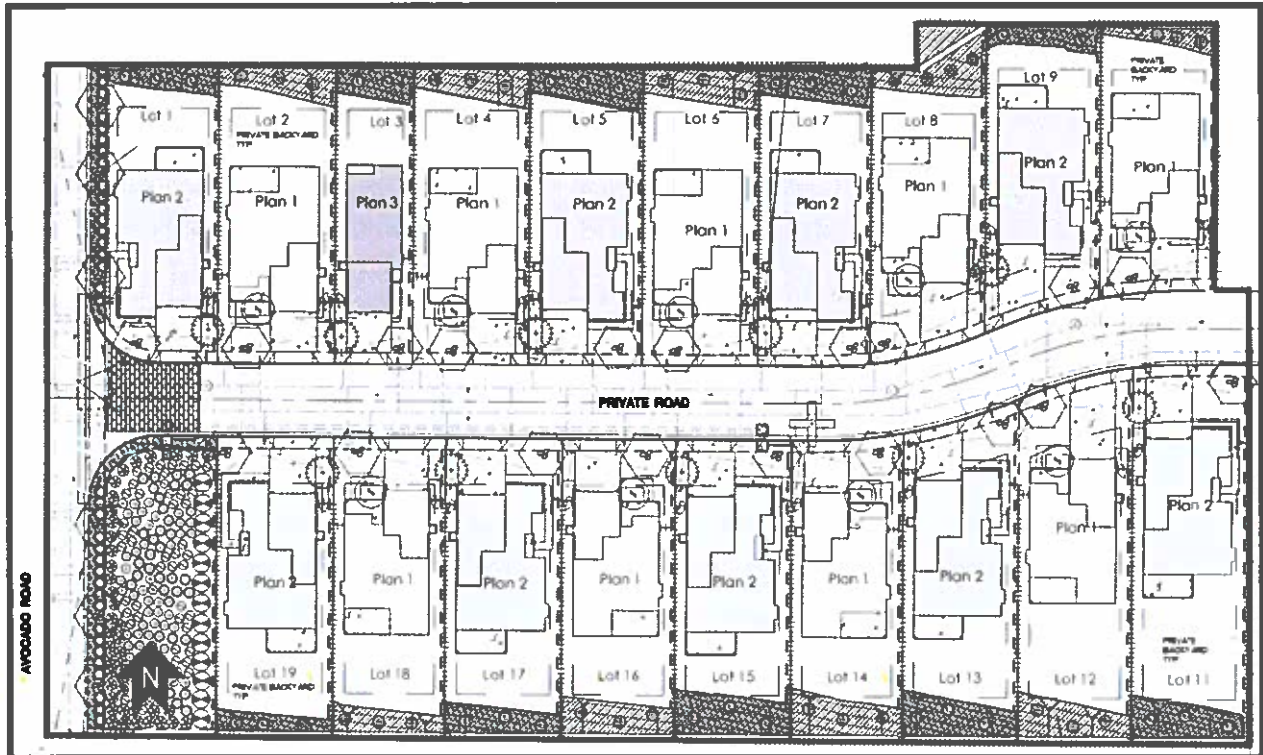 PRIVATE
BACKYARD
TYP
Lot 9
Lot 1
Lot 2
Lot 3
Lot 4
Lot 5
Lot 6
Lot 7
Lot 8
PRIVATE BACKYARD
TYP
Plan 2
Plan 1
Plan 3
Plan 1
Plan 2
Plan 1
Plan 2
Plan 1
Plan 2
Plan 1
PRIVATE ROAD
Plan 2
Plan 1
Plan 2
Plan 1
Plan 2
Plan 1
Plan 2
Plan
Plan 2
AVOCADO ROAD
N
Lot 19
Lot 18
Lot 17
Lot 16
Lot 15
Lot 14
Lot 13
Lot 12
Lot 11
PRIVATE BACKYARD
TYP
PRIVATE
BACKYARD
TYP